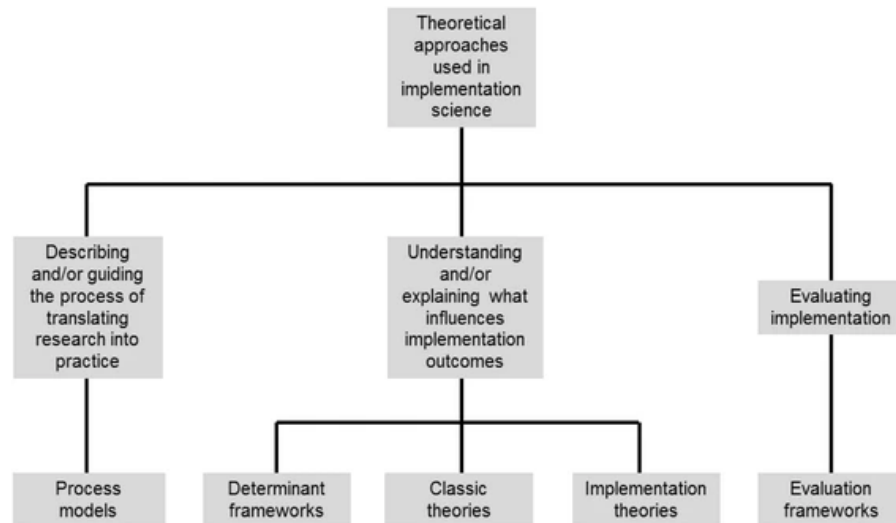 Theoretical
approaches
used in
implementation
science
Describing
and/or guiding
the process of
translating
research into
practice
Understanding
and/or
explaining what
influences
implementation
outcomes
Evaluating
implementation
Process
models
Determinant
frameworks
Classic
theories
Implementation
theories
Evaluation
frameworks